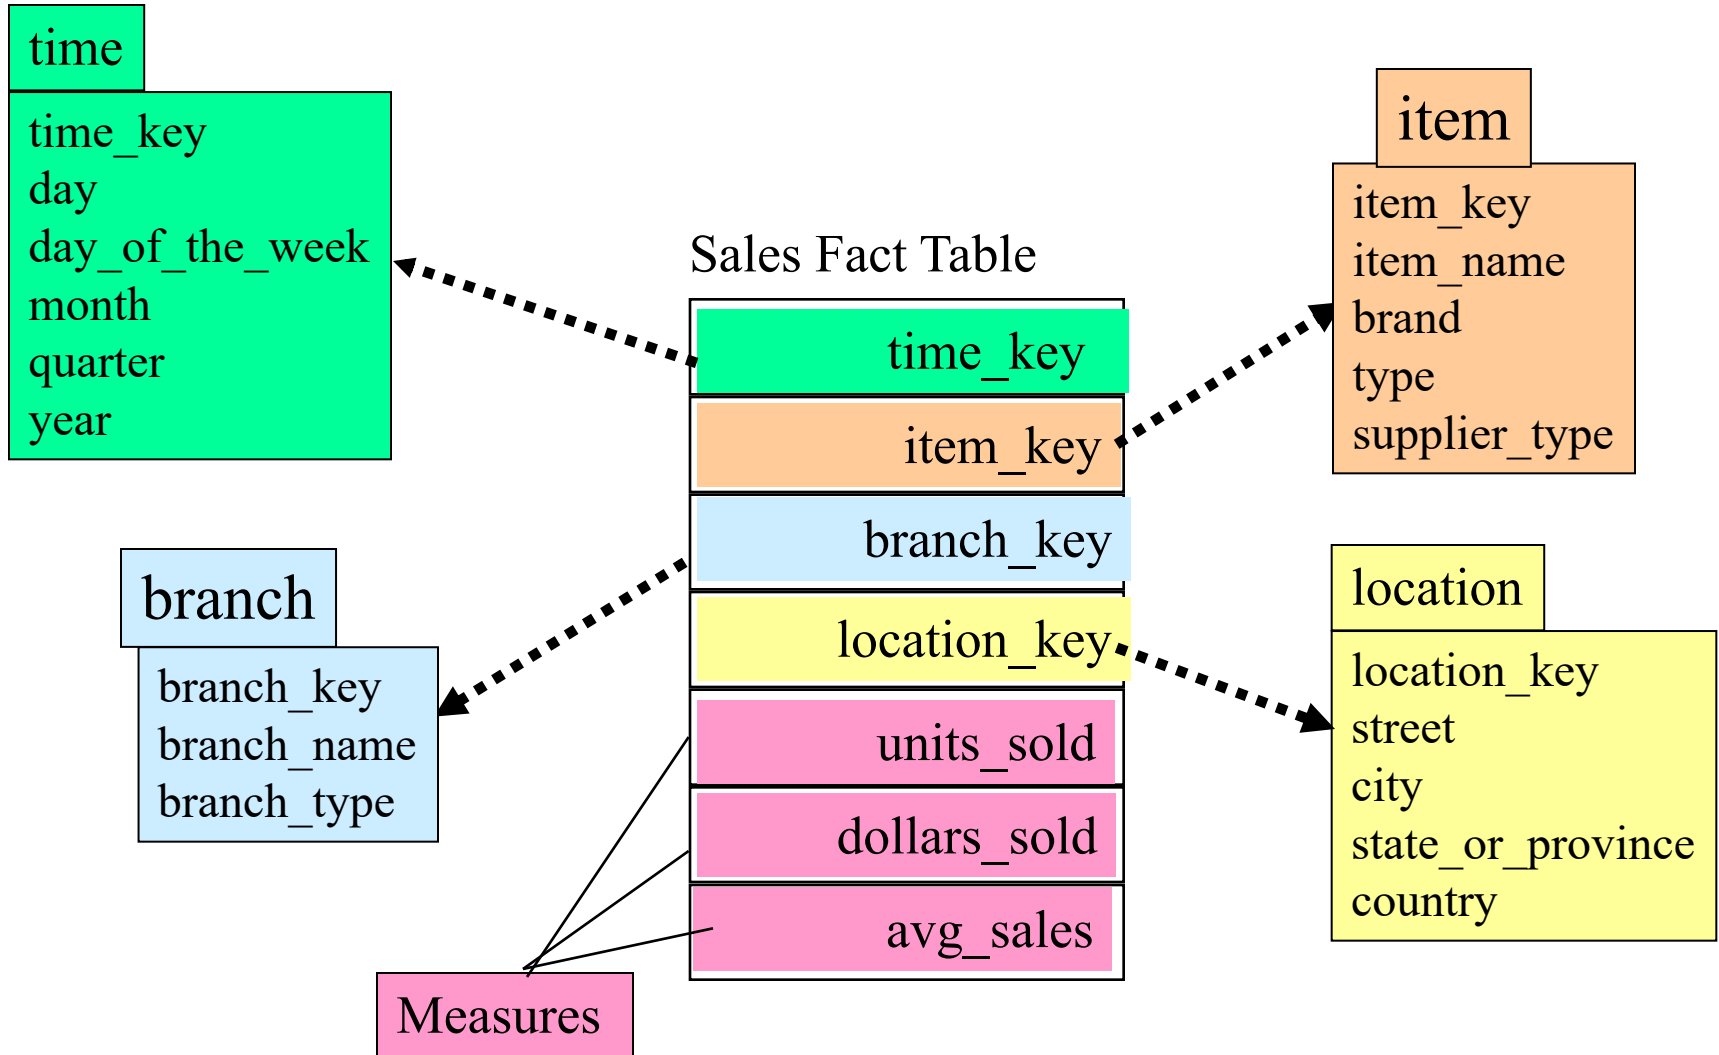 time
time_key
day
day_of_the_week
month
quarter
year
item
item_key
item_name
brand
type
supplier_type
Sales Fact Table
time_key
item_key
branch_key
location_key
units_sold
dollars_sold
avg_sales
branch
branch_key
branch_name
branch_type
location
location_key
street
city
state_or_province
country
Measures